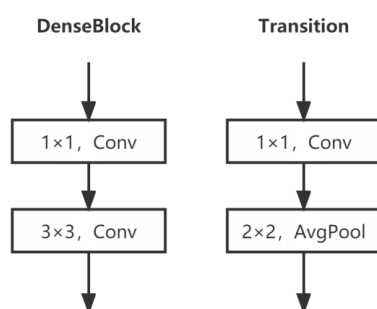 DenseBlock
1×1，Conv
3×3，Conv
Transition
1×1，Conv
2×2，AvgPool